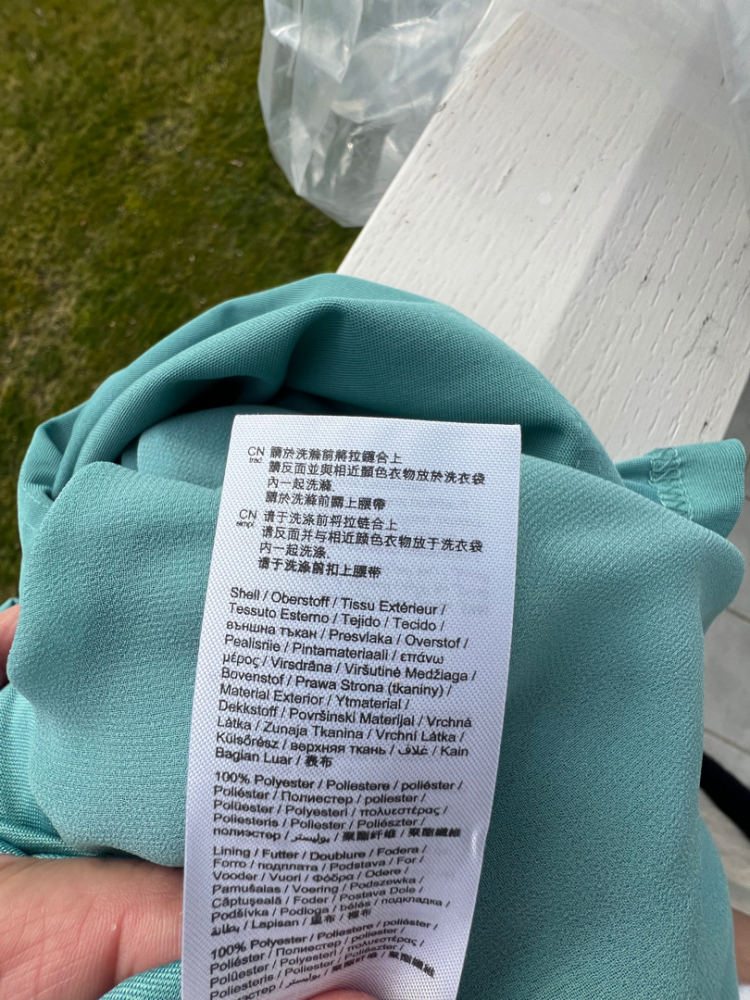 CN trad. 請於洗滌前將拉鏈合上
請反面並與相近顏色衣物放於洗衣袋
內一起洗滌.
請於洗滌前扣上腰帶
CN simpl. 请于洗涤前将拉链合上
请反面并与相近颜色衣物放于洗衣袋
内一起洗涤.
请于洗涤前扣上腰带
Shell / Oberstoff / Tissu Extérieur /
Tessuto Esterno / Tejido / Tecido /
външна тъкан / Presvlaka / Overstof /
Pealisriie / Pintamateriaali / επάνω
μέρος / Virsdrāna / Viršutinė Medžiaga /
Bovenstof / Prawa Strona (tkaniny) /
Material Exterior / Ytmaterial /
Dekkstoff / Površinski Materijal / Vrchná
Látka / Zunaja Tkanina / Vrchní Látka /
Külsőrész / верхняя ткань / غلاف / Kain
Bagian Luar / 表布
100% Polyester / Poliestere / poliéster /
Poliéster / Полиестер / poliester /
Polüester / Polyesteri / πολυεστέρας /
Poliesteris / Poliester / Poliészter /
полиэстер / بوليستر / 聚酯纤维 / 聚酯纖維
Lining / Futter / Doublure / Fodera /
Forro / подплата / Podstava / For /
Vooder / Vuori / Φόδρα / Odere /
Pamušalas / Voering / Podszewka /
Căptușeală / Foder / Postava Dole /
Podšívka / Podloga / bélés / подкладка /
بطانة / Lapisan / 里布 / 裡布
100% Polyester / Poliestere / poliéster /
Poliéster / Полиестер / poliester /
Polüester / Polyesteri / πολυεστέρας /
Poliesteris / Poliester / Poliészter /
полиэстер / بوليستر / 聚酯纤维 / 聚酯纖維